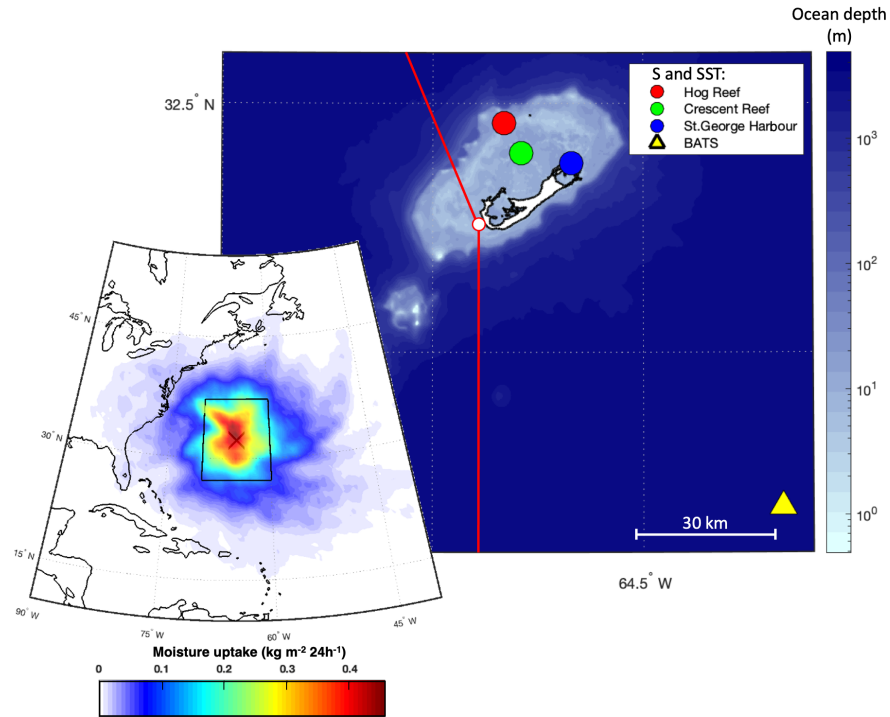 Ocean depth
(m)
S and SST:
Hog Reef
Crescent Reef
St.George Harbour
BATS
32.5° N
10³
10²
10¹
10⁰
30 km
64.5° W
45° N
30° N
15° N
90° W
75° W
60° W
45° W
Moisture uptake (kg m⁻² 24h⁻¹)
0 0.1 0.2 0.3 0.4